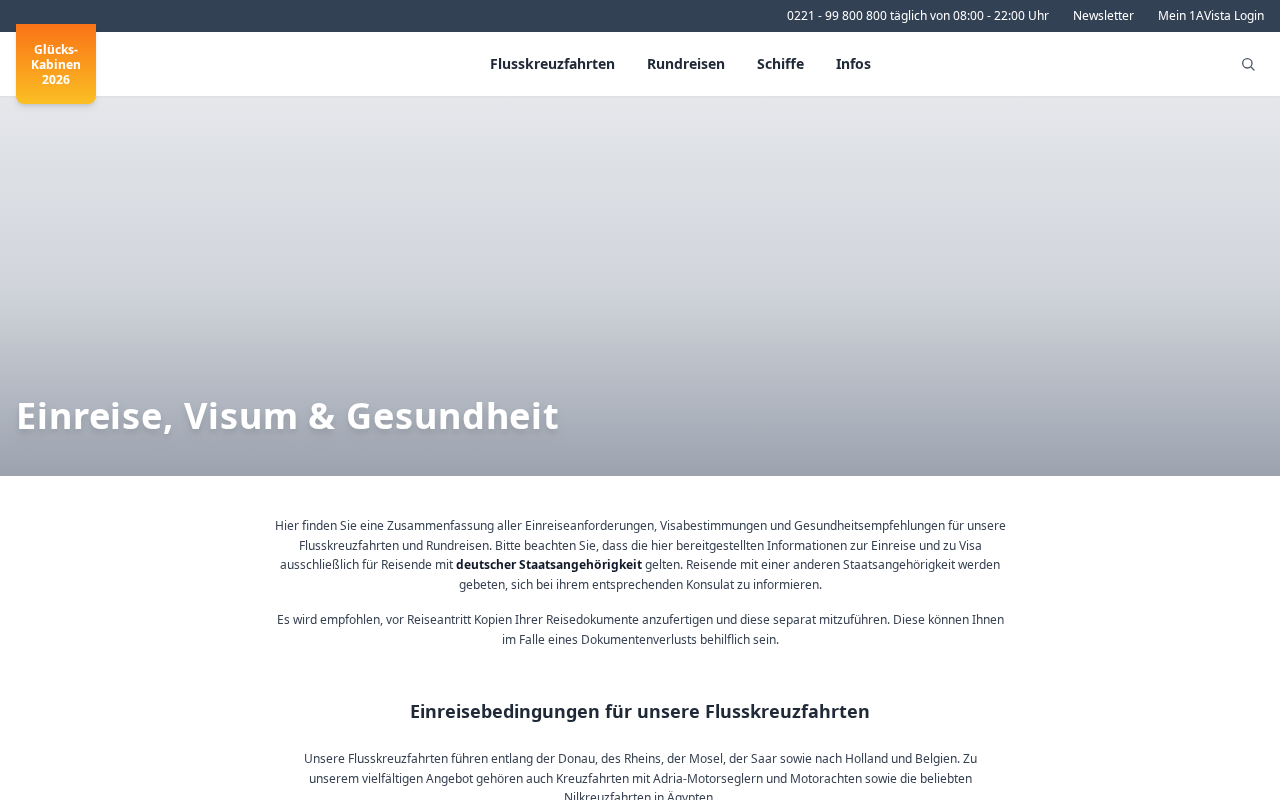 0221 - 99 800 800 täglich von 08:00 - 22:00 Uhr
Newsletter
Mein 1AVista Login
Glücks-
Kabinen
2026
Flusskreuzfahrten
Rundreisen
Schiffe
Infos
Einreise, Visum & Gesundheit
Hier finden Sie eine Zusammenfassung aller Einreiseanforderungen, Visabestimmungen und Gesundheitsempfehlungen für unsere
Flusskreuzfahrten und Rundreisen. Bitte beachten Sie, dass die hier bereitgestellten Informationen zur Einreise und zu Visa
ausschließlich für Reisende mit deutscher Staatsangehörigkeit gelten. Reisende mit einer anderen Staatsangehörigkeit werden
gebeten, sich bei ihrem entsprechenden Konsulat zu informieren.
Es wird empfohlen, vor Reiseantritt Kopien Ihrer Reisedokumente anzufertigen und diese separat mitzuführen. Diese können Ihnen
im Falle eines Dokumentenverlusts behilflich sein.
Einreisebedingungen für unsere Flusskreuzfahrten
Unsere Flusskreuzfahrten führen entlang der Donau, des Rheins, der Mosel, der Saar sowie nach Holland und Belgien. Zu
unserem vielfältigen Angebot gehören auch Kreuzfahrten mit Adria-Motorseglern und Motorachten sowie die beliebten
Nilkreuzfahrten in Ägypten.